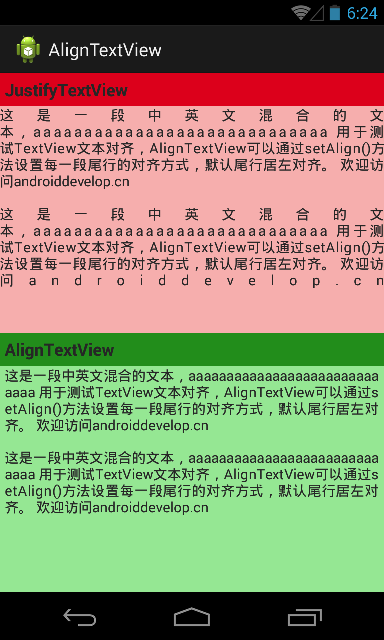 6:24
AlignTextView
JustifyTextView
这是一段中英文混合的文
本，aaaaaaaaaaaaaaaaaaaaaaaaaaaaa 用于测
试TextView文本对齐，AlignTextView可以通过setAlign()方
法设置每一段尾行的对齐方式，默认尾行居左对齐。 欢迎访
问androiddevelop.cn
这是一段中英文混合的文
本，aaaaaaaaaaaaaaaaaaaaaaaaaaaaa 用于测
试TextView文本对齐，AlignTextView可以通过setAlign()方
法设置每一段尾行的对齐方式，默认尾行居左对齐。 欢迎访
问androiddevelop.cn
AlignTextView
这是一段中英文混合的文本，aaaaaaaaaaaaaaaaaaaaaaaaa
aaaa 用于测试TextView文本对齐，AlignTextView可以通过s
etAlign()方法设置每一段尾行的对齐方式，默认尾行居左对
齐。 欢迎访问androiddevelop.cn
这是一段中英文混合的文本，aaaaaaaaaaaaaaaaaaaaaaaaa
aaaa 用于测试TextView文本对齐，AlignTextView可以通过s
etAlign()方法设置每一段尾行的对齐方式，默认尾行居左对
齐。 欢迎访问androiddevelop.cn